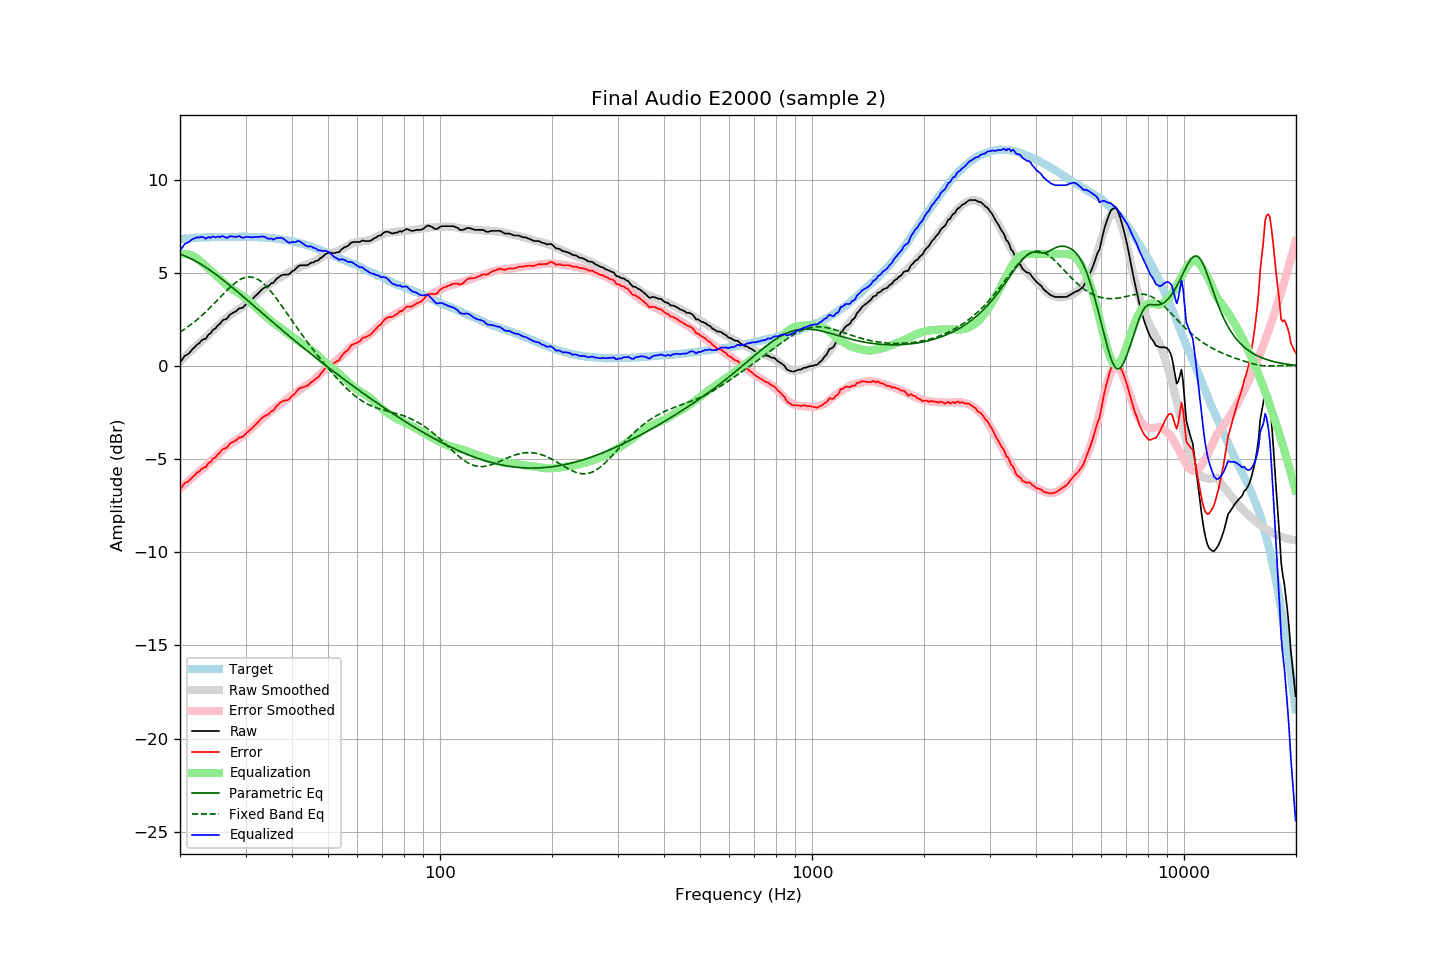 Final Audio E2000 (sample 2)
10
5
0
−5
−10
−15
−20
−25
Amplitude (dBr)
Target
Raw Smoothed
Error Smoothed
Raw
Error
Equalization
Parametric Eq
Fixed Band Eq
Equalized
100
1000
10000
Frequency (Hz)